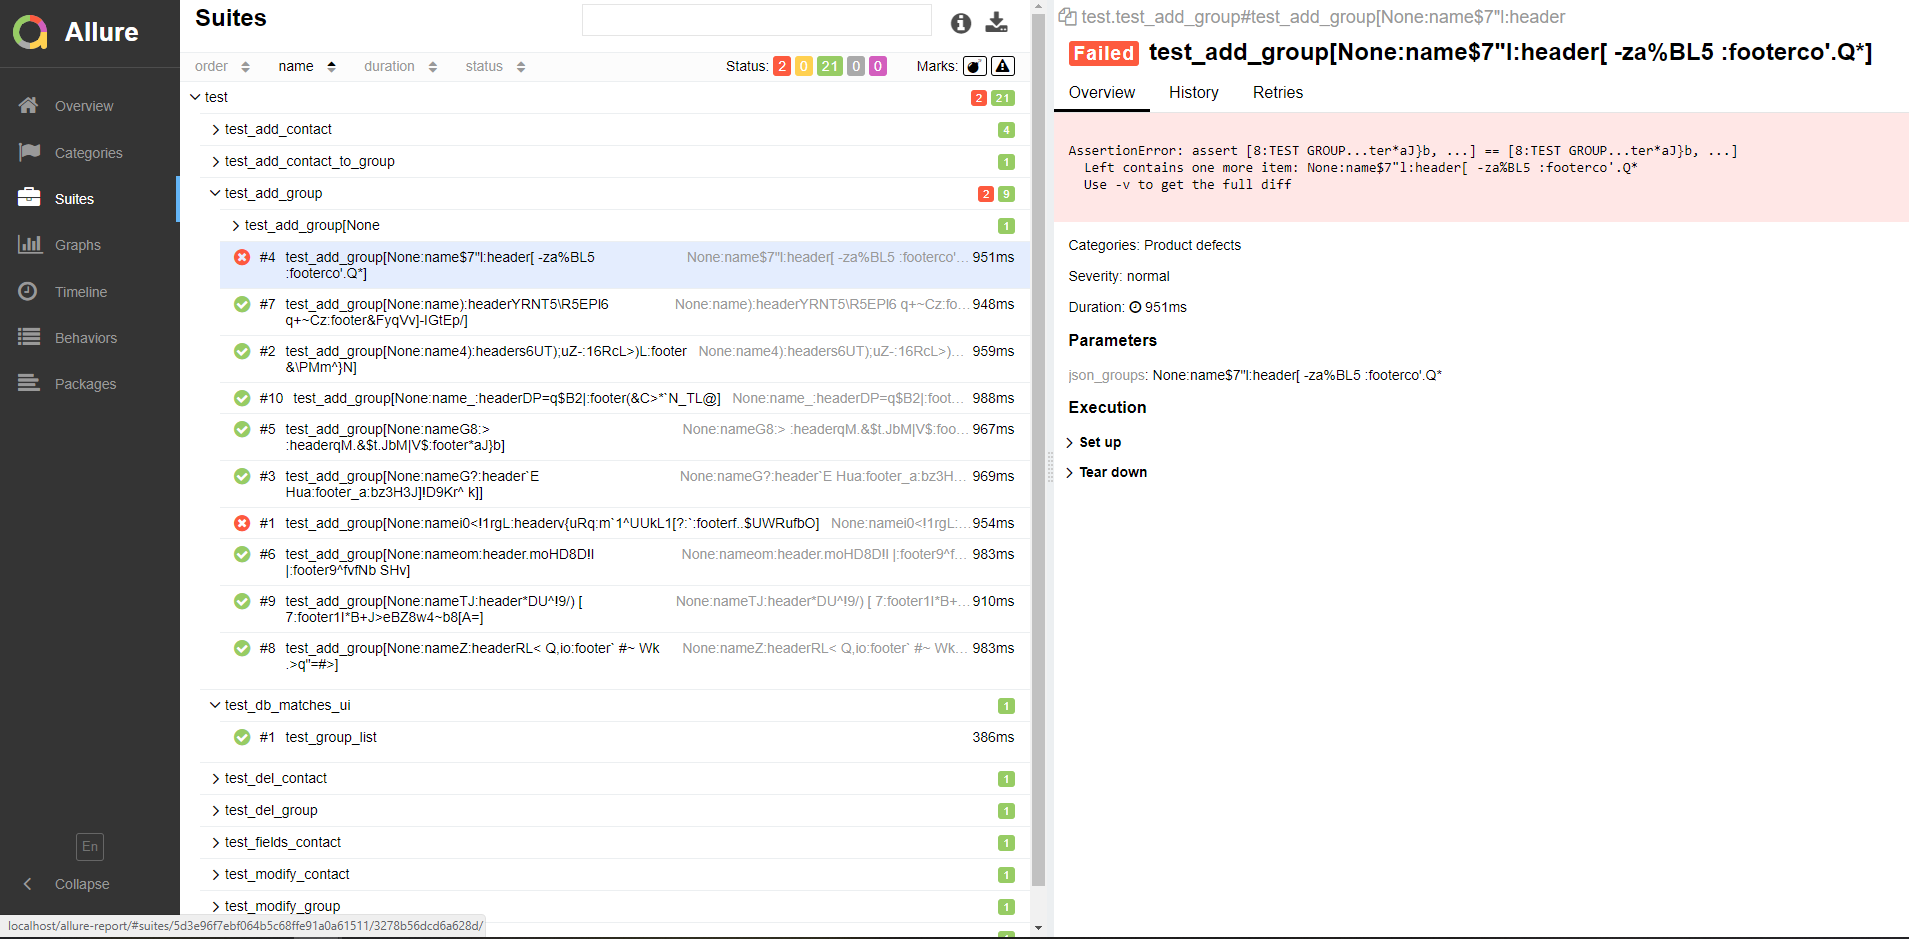 Allure
Overview
Categories
Suites
Graphs
Timeline
Behaviors
Packages
En
Collapse
Suites
order name duration status Status: 2 0 21 0 0 Marks:
test 2 21
test_add_contact 4
test_add_contact_to_group 1
test_add_group 2 9
test_add_group[None 1
#4 test_add_group[None:name$7"l:header[ -za%BL5 None:name$7"l:header[ -za%BL5 :footerco'... 951ms
:footerco'.Q*]
#7 test_add_group[None:name):headerYRNT5\R5EPl6 None:name):headerYRNT5\R5EPl6 q+~Cz:fo... 948ms
q+~Cz:footer&FyqVv]-IGtEp/]
#2 test_add_group[None:name4):headers6UT);uZ-:16RcL>)L:footer None:name4):headers6UT);uZ-:16RcL>)... 959ms
&\PMm^}N]
#10 test_add_group[None:name_:headerDP=q$B2|:footer(&C>*`N_TL@] None:name_:headerDP=q$B2|:foot... 988ms
#5 test_add_group[None:nameG8:> None:nameG8:> :headerqM.&$t.JbM|V$:foo... 967ms
:headerqM.&$t.JbM|V$:footer*aJ}b]
#3 test_add_group[None:nameG?:header`E None:nameG?:header`E Hua:footer_a:bz3H... 969ms
Hua:footer_a:bz3H3J]!D9Kr^ k]]
#1 test_add_group[None:namei0<!1rgL:headerv{uRq:m`1^UUkL1[?:`:footerf..$UWRufbO] None:namei0<!1rgL:... 954ms
#6 test_add_group[None:nameom:header.moHD8D!I None:nameom:header.moHD8D!I |:footer9^f... 983ms
|:footer9^fvfNb SHv]
#9 test_add_group[None:nameTJ:header*DU^!9/) [ None:nameTJ:header*DU^!9/) [ 7:footer1I*B+... 910ms
7:footer1I*B+J>eBZ8w4~b8[A=]
#8 test_add_group[None:nameZ:headerRL< Q,io:footer` #~ Wk None:nameZ:headerRL< Q,io:footer` #~ Wk... 983ms
.>q"=#>]
test_db_matches_ui 1
#1 test_group_list 386ms
test_del_contact 1
test_del_group 1
test_fields_contact 1
test_modify_contact 1
test_modify_group 1
localhost/allure-report/#suites/5d3e96f7ebf064b5c68ffe91a0a61511/3278b56dcd6a628d/
test.test_add_group#test_add_group[None:name$7"l:header
Failed test_add_group[None:name$7"l:header[ -za%BL5 :footerco'.Q*]
Overview History Retries
AssertionError: assert [8:TEST GROUP...ter*aJ}b, ...] == [8:TEST GROUP...ter*aJ}b, ...]
Left contains one more item: None:name$7"l:header[ -za%BL5 :footerco'.Q*
Use -v to get the full diff
Categories: Product defects
Severity: normal
Duration: 951ms
Parameters
json_groups: None:name$7"l:header[ -za%BL5 :footerco'.Q*
Execution
Set up
Tear down